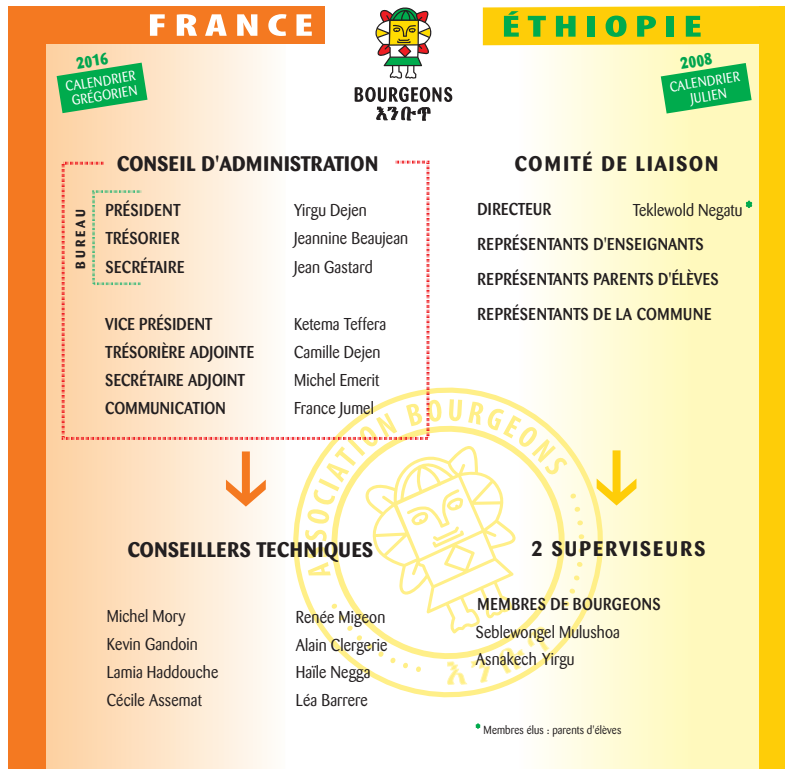 FRANCE
ÉTHIOPIE
2016
CALENDRIER
GRÉGORIEN
BOURGEONS
እንቡጥ
2008
CALENDRIER
JULIEN
CONSEIL D'ADMINISTRATION
BUREAU
PRÉSIDENT Yirgu Dejen
TRÉSORIER Jeannine Beaujean
SECRÉTAIRE Jean Gastard
VICE PRÉSIDENT Ketema Teffera
TRÉSORIÈRE ADJOINTE Camille Dejen
SECRÉTAIRE ADJOINT Michel Emerit
COMMUNICATION France Jumel
COMITÉ DE LIAISON
DIRECTEUR Teklewold Negatu *
REPRÉSENTANTS D'ENSEIGNANTS
REPRÉSENTANTS PARENTS D'ÉLÈVES
REPRÉSENTANTS DE LA COMMUNE
ASSOCIATION BOURGEONS
እንቡጥ
CONSEILLERS TECHNIQUES
Michel Mory Renée Migeon
Kevin Gandoin Alain Clergerie
Lamia Haddouche Haïle Negga
Cécile Assemat Léa Barrere
2 SUPERVISEURS
MEMBRES DE BOURGEONS
Seblewongel Mulushoa
Asnakech Yirgu
* Membres élus : parents d'élèves